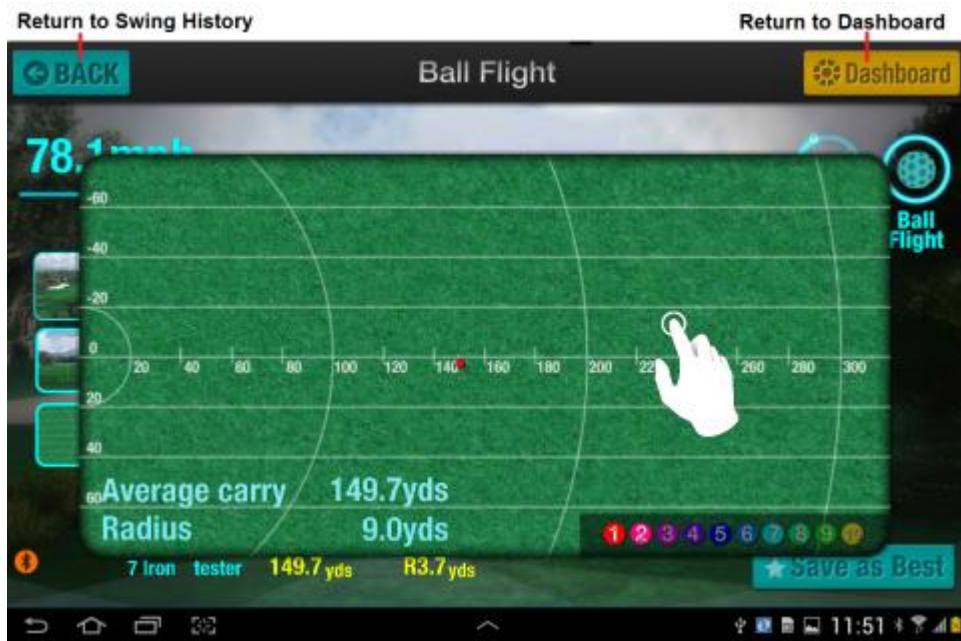 Return to Swing History
Return to Dashboard
BACK
Ball Flight
Dashboard
78.1mph
Ball
Flight
-60
-40
-20
0
20 40 60 80 100 120 140 160 180 200 260 280 300
20
40
60
Average carry 149.7yds
Radius 9.0yds
1 2 3 4 5 6 7 8 9 10
7 Iron tester 149.7 yds R3.7 yds
Save as Best
11:51